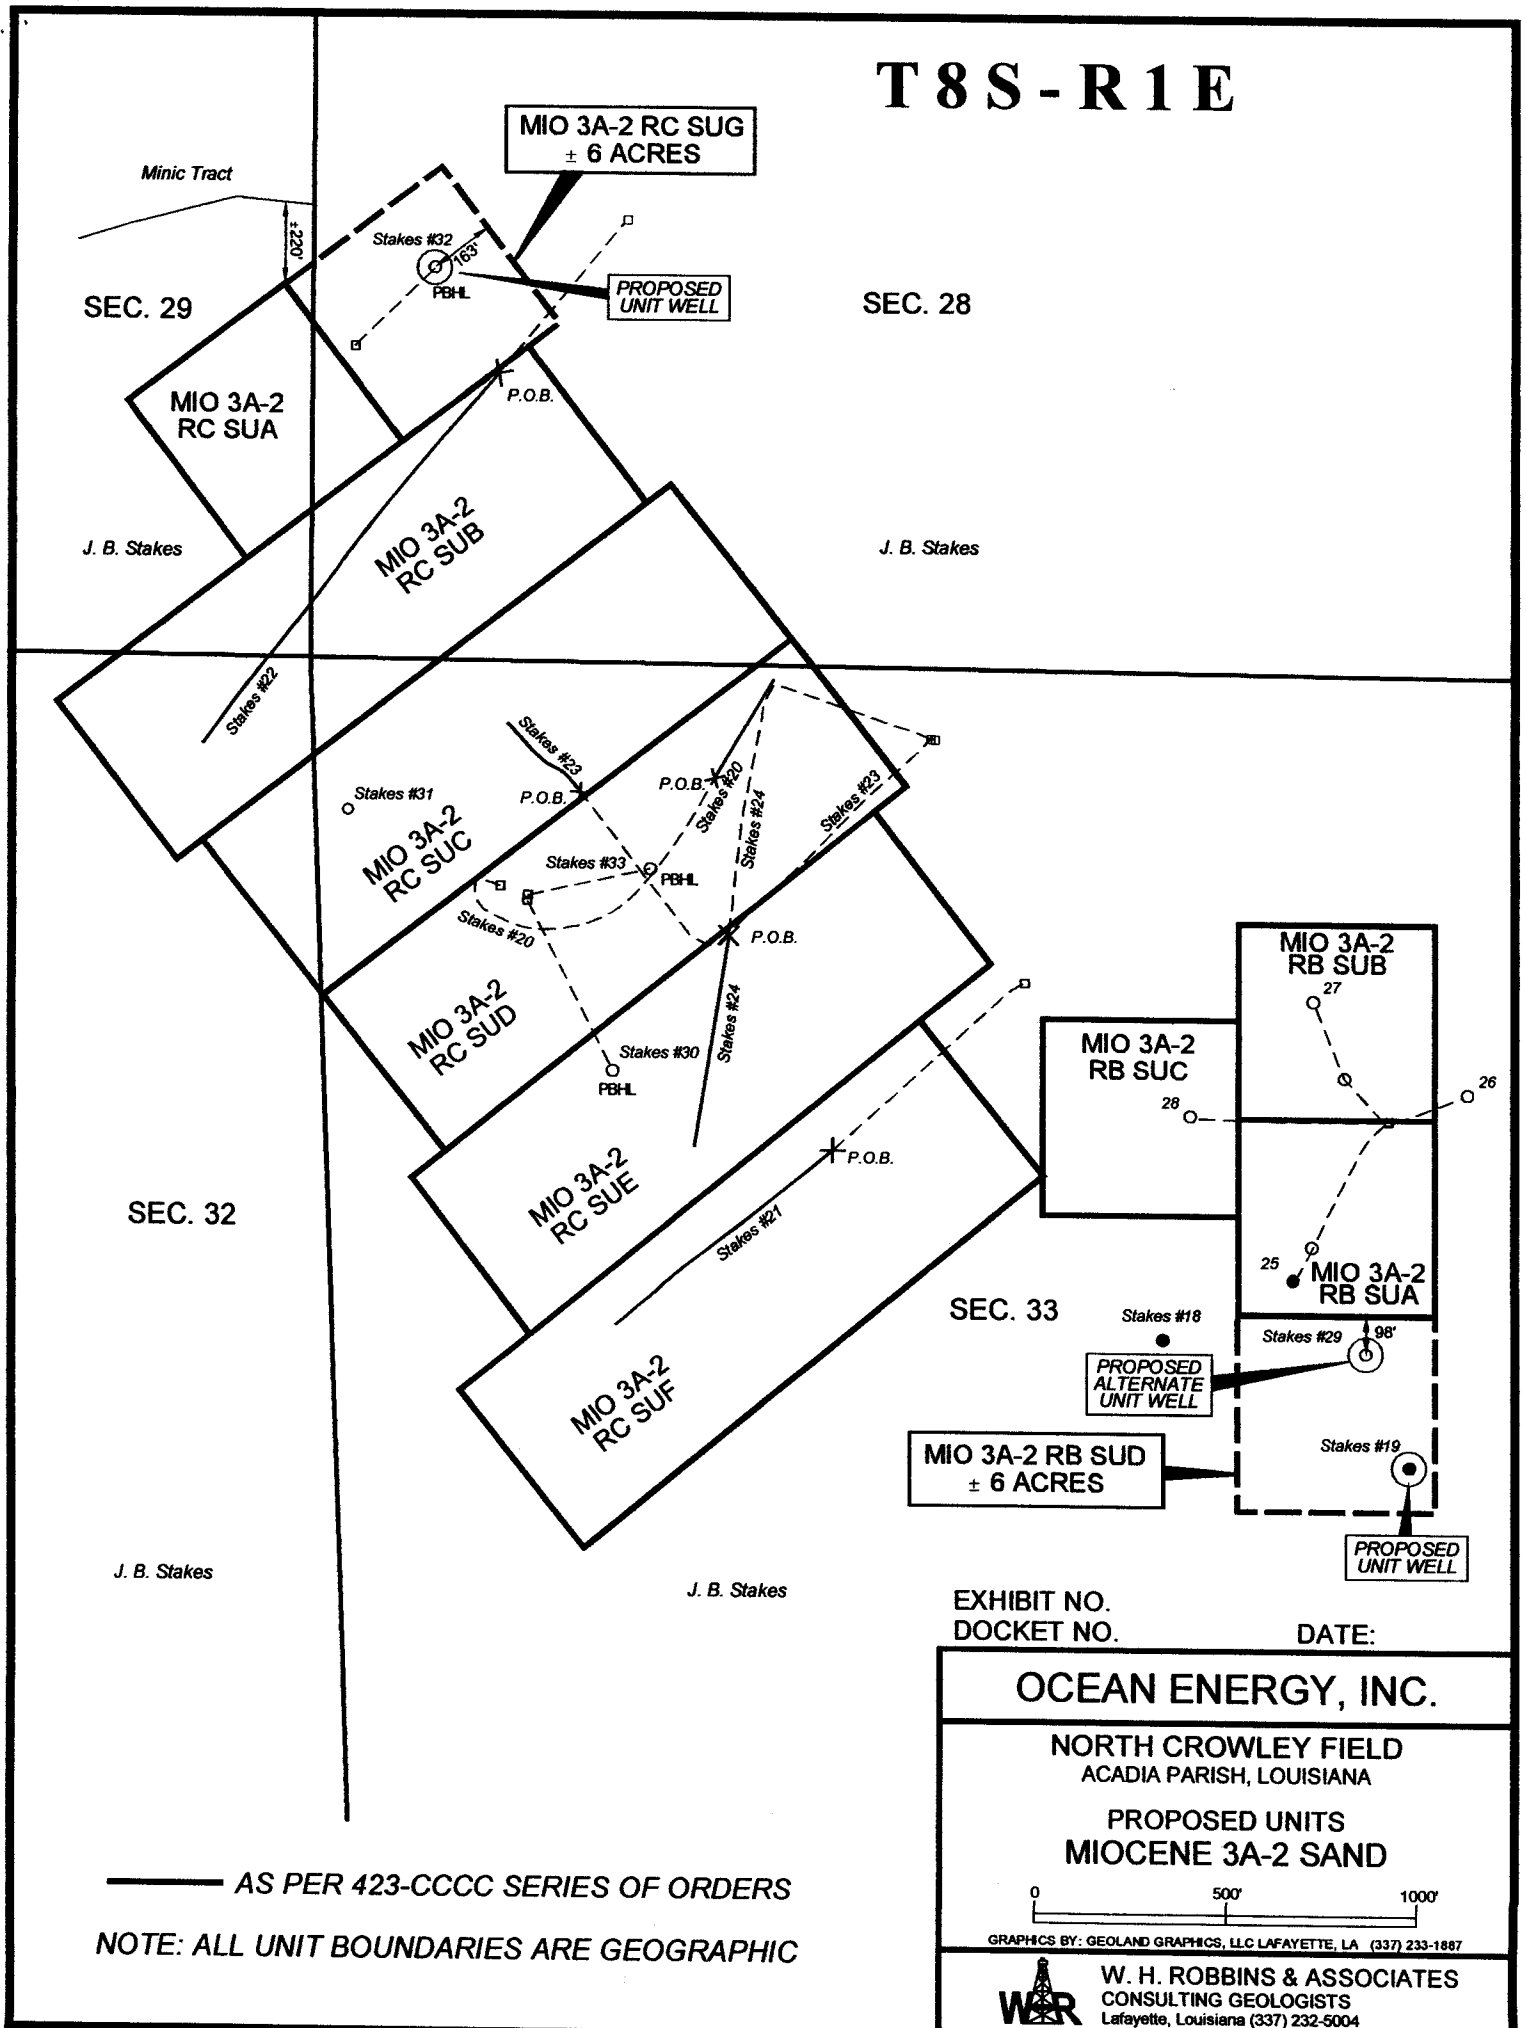 T8S-R1E
MIO 3A-2 RC SUG
± 6 ACRES
Minic Tract
±220'
Stakes #32
163'
PBHL
PROPOSED
UNIT WELL
SEC. 29
SEC. 28
MIO 3A-2
RC SUA
P.O.B.
MIO 3A-2
RC SUB
J. B. Stakes
J. B. Stakes
Stakes #22
Stakes #23
P.O.B.
P.O.B.
Stakes #20
Stakes #24
Stakes #23
Stakes #31
MIO 3A-2
RC SUC
Stakes #33
PBHL
Stakes #20
P.O.B.
MIO 3A-2
RC SUD
Stakes #24
Stakes #30
PBHL
MIO 3A-2
RB SUB
27
MIO 3A-2
RB SUC
28
26
P.O.B.
MIO 3A-2
RC SUE
SEC. 32
Stakes #21
25
MIO 3A-2
RB SUA
SEC. 33
Stakes #18
Stakes #29
98'
PROPOSED
ALTERNATE
UNIT WELL
MIO 3A-2
RC SUF
MIO 3A-2 RB SUD
± 6 ACRES
Stakes #19
PROPOSED
UNIT WELL
J. B. Stakes
J. B. Stakes
EXHIBIT NO.
DOCKET NO. DATE:
OCEAN ENERGY, INC.
NORTH CROWLEY FIELD
ACADIA PARISH, LOUISIANA
PROPOSED UNITS
MIOCENE 3A-2 SAND
0 500' 1000'
GRAPHICS BY: GEOLAND GRAPHICS, LLC LAFAYETTE, LA (337) 233-1887
AS PER 423-CCCC SERIES OF ORDERS
NOTE: ALL UNIT BOUNDARIES ARE GEOGRAPHIC
WR
W. H. ROBBINS & ASSOCIATES
CONSULTING GEOLOGISTS
Lafayette, Louisiana (337) 232-5004